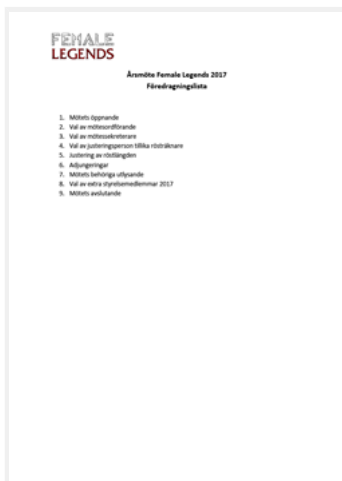 FEMALE
LEGENDS
Årsmöte Female Legends 2017
Föredragningslista
1. Mötets öppnande
2. Val av mötesordförande
3. Val av mötessekreterare
4. Val av justeringsperson tillika rösträknare
5. Justering av röstlängden
6. Adjungeringar
7. Mötets behöriga utlysande
8. Val av extra styrelsemedlemmar 2017
9. Mötets avslutande